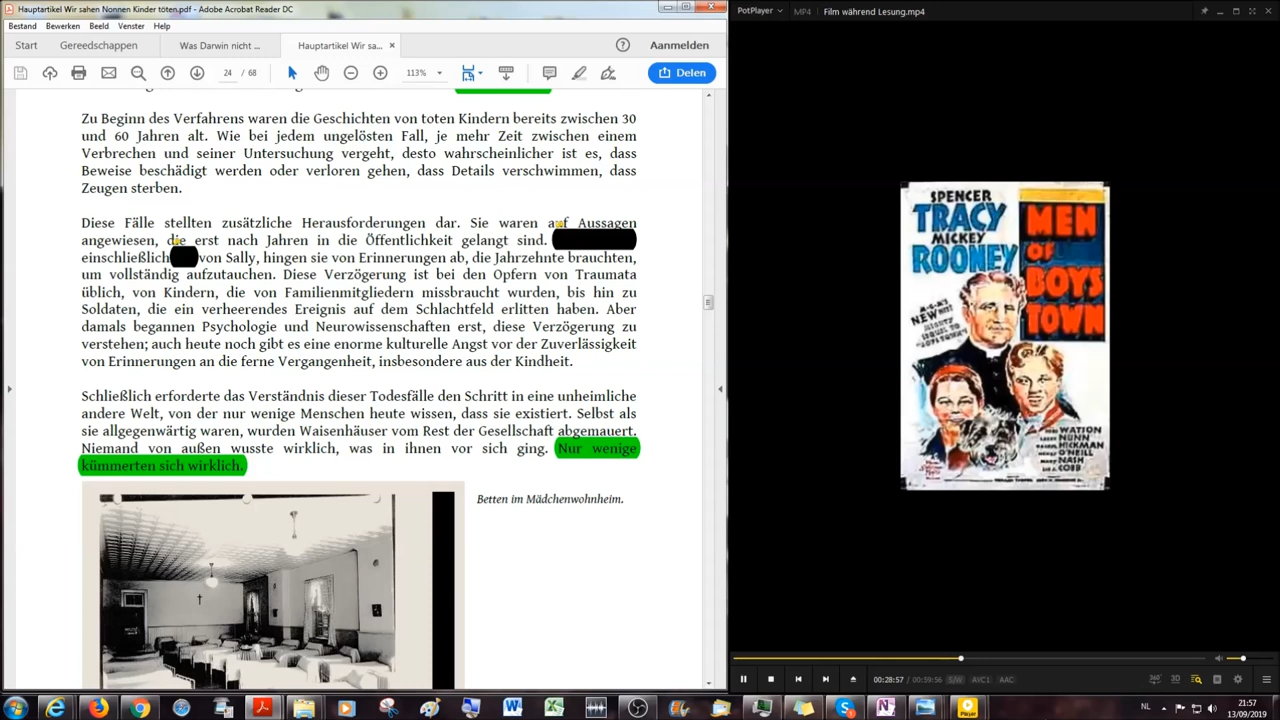 Hauptartikel Wir sahen Nonnen Kinder töten.pdf - Adobe Acrobat Reader DC
Bestand Bewerken Beeld Venster Help
Start Gereedschappen Was Darwin nicht ... Hauptartikel Wir sa... × Aanmelden
24 / 68 113% Delen
Zu Beginn des Verfahrens waren die Geschichten von toten Kindern bereits zwischen 30
und 60 Jahren alt. Wie bei jedem ungelösten Fall, je mehr Zeit zwischen einem
Verbrechen und seiner Untersuchung vergeht, desto wahrscheinlicher ist es, dass
Beweise beschädigt werden oder verloren gehen, dass Details verschwimmen, dass
Zeugen sterben.
Diese Fälle stellten zusätzliche Herausforderungen dar. Sie waren auf Aussagen
angewiesen, die erst nach Jahren in die Öffentlichkeit gelangt sind.
einschließlich von Sally, hingen sie von Erinnerungen ab, die Jahrzehnte brauchten,
um vollständig aufzutauchen. Diese Verzögerung ist bei den Opfern von Traumata
üblich, von Kindern, die von Familienmitgliedern missbraucht wurden, bis hin zu
Soldaten, die ein verheerendes Ereignis auf dem Schlachtfeld erlitten haben. Aber
damals begannen Psychologie und Neurowissenschaften erst, diese Verzögerung zu
verstehen; auch heute noch gibt es eine enorme kulturelle Angst vor der Zuverlässigkeit
von Erinnerungen an die ferne Vergangenheit, insbesondere aus der Kindheit.
Schließlich erforderte das Verständnis dieser Todesfälle den Schritt in eine unheimliche
andere Welt, von der nur wenige Menschen heute wissen, dass sie existiert. Selbst als
sie allgegenwärtig waren, wurden Waisenhäuser vom Rest der Gesellschaft abgemauert.
Niemand von außen wusste wirklich, was in ihnen vor sich ging. Nur wenige
kümmerten sich wirklich.
Betten im Mädchenwohnheim.
PotPlayer MP4 Film während Lesung.mp4
SPENCER
TRACY
MICKEY
ROONEY
MEN
OF
BOYS
TOWN
NEW
WATSON
NUNN
HICKMAN
O'NEILL
MARY NASH
LEE J. COBB
00:28:57 / 00:59:56 S/W AVC1 AAC
360° 3D
NL 21:57
13/09/2019